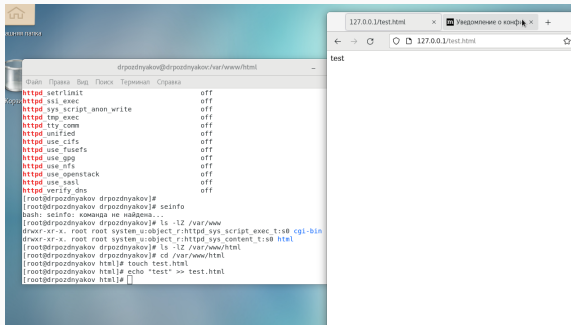 drpozdnyakov@drpozdnyakov:/var/www/html
Файл Правка Вид Поиск Терминал Справка
httpd_setrlimit off
httpd_ssi_exec off
httpd_sys_script_anon_write off
httpd_tmp_exec off
httpd_tty_comm off
httpd_unified off
httpd_use_cifs off
httpd_use_fusefs off
httpd_use_gpg off
httpd_use_nfs off
httpd_use_openstack off
httpd_use_sasl off
httpd_verify_dns off
[root@drpozdnyakov drpozdnyakov]#
[root@drpozdnyakov drpozdnyakov]# seinfo
bash: seinfo: команда не найдена...
[root@drpozdnyakov drpozdnyakov]# ls -lZ /var/www
drwxr-xr-x. root root system_u:object_r:httpd_sys_script_exec_t:s0 cgi-bin
drwxr-xr-x. root root system_u:object_r:httpd_sys_content_t:s0 html
[root@drpozdnyakov drpozdnyakov]# ls -lZ /var/www/html
[root@drpozdnyakov drpozdnyakov]# cd /var/www/html
[root@drpozdnyakov html]# touch test.html
[root@drpozdnyakov html]# echo "test" >> test.html
[root@drpozdnyakov html]#
127.0.0.1/test.html
Уведомление о конфи
127.0.0.1/test.html
test